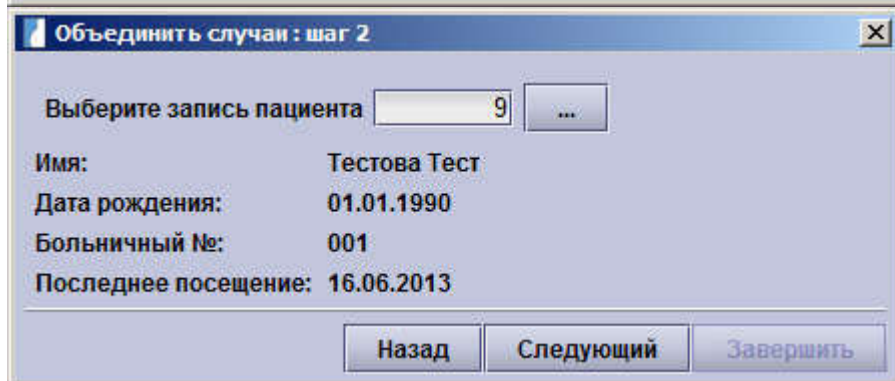 Объединить случаи : шаг 2
Выберите запись пациента 9 ...
Имя: Тестова Тест
Дата рождения: 01.01.1990
Больничный №: 001
Последнее посещение: 16.06.2013
Назад Следующий Завершить